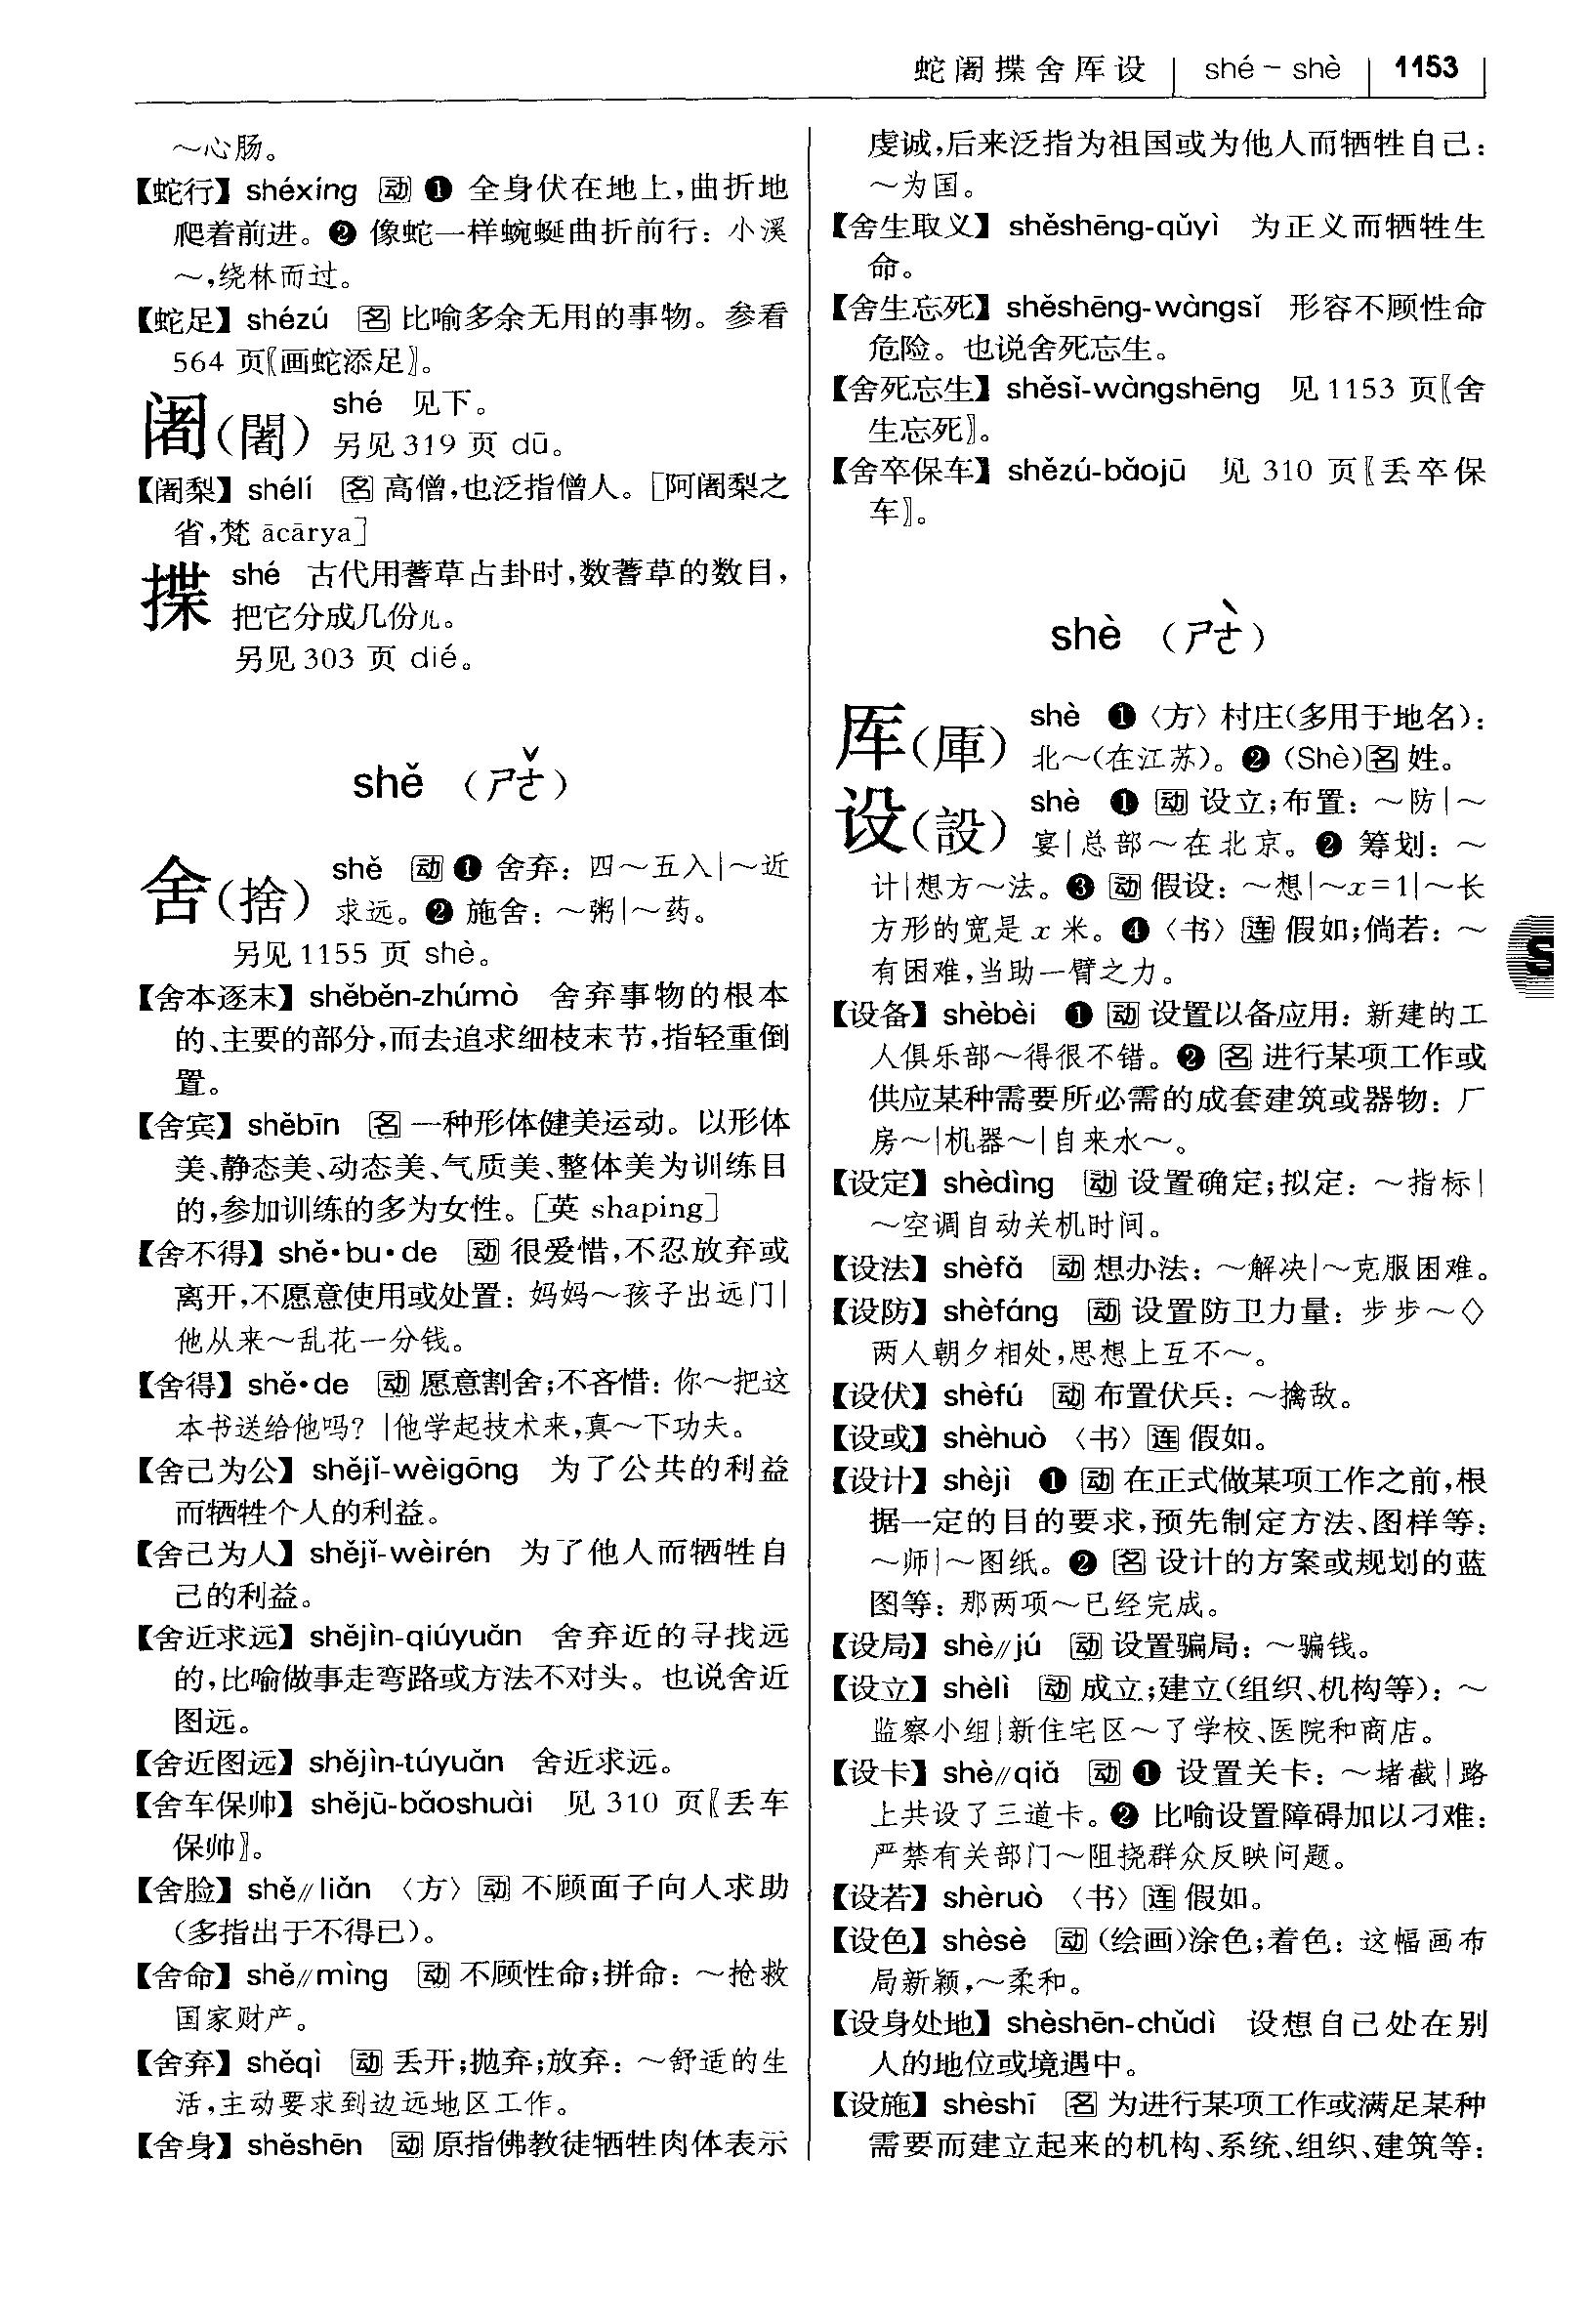 蛇阇揲舍厍设 | shé－shè | 1153
～心肠。
【蛇行】shéxíng 动 ❶ 全身伏在地上,曲折地
爬着前进。❷ 像蛇一样蜿蜒曲折前行：小溪
～,绕林而过。
【蛇足】shézú 名 比喻多余无用的事物。参看
564 页〖画蛇添足〗。
阇(闍) shé 见下。
另见 319 页 dū。
【阇梨】shélí 名 高僧,也泛指僧人。[阿阇梨之
省,梵 ācārya]
揲 shé 古代用蓍草占卦时,数蓍草的数目,
把它分成几份儿。
另见 303 页 dié。
shě （ㄕㄜˇ）
舍(捨) shě 动 ❶ 舍弃：四～五入|～近
求远。❷ 施舍：～粥|～药。
另见 1155 页 shè。
【舍本逐末】shěběn-zhúmò 舍弃事物的根本
的、主要的部分,而去追求细枝末节,指轻重倒
置。
【舍宾】shěbīn 名 一种形体健美运动。以形体
美、静态美、动态美、气质美、整体美为训练目
的,参加训练的多为女性。[英 shaping]
【舍不得】shě·bu·de 动 很爱惜,不忍放弃或
离开,不愿意使用或处置：妈妈～孩子出远门|
他从来～乱花一分钱。
【舍得】shě·de 动 愿意割舍;不吝惜：你～把这
本书送给他吗？|他学起技术来,真～下功夫。
【舍己为公】shějǐ-wèigōng 为了公共的利益
而牺牲个人的利益。
【舍己为人】shějǐ-wèirén 为了他人而牺牲自
己的利益。
【舍近求远】shějìn-qiúyuǎn 舍弃近的寻找远
的,比喻做事走弯路或方法不对头。也说舍近
图远。
【舍近图远】shějìn-túyuǎn 舍近求远。
【舍车保帅】shějū-bǎoshuài 见 310 页〖丢车
保帅〗。
【舍脸】shě//liǎn 〈方〉动 不顾面子向人求助
(多指出于不得已)。
【舍命】shě//mìng 动 不顾性命;拼命：～抢救
国家财产。
【舍弃】shěqì 动 丢开;抛弃;放弃：～舒适的生
活,主动要求到边远地区工作。
【舍身】shěshēn 动 原指佛教徒牺牲肉体表示
虔诚,后来泛指为祖国或为他人而牺牲自己：
～为国。
【舍生取义】shěshēng-qǔyì 为正义而牺牲生
命。
【舍生忘死】shěshēng-wàngsǐ 形容不顾性命
危险。也说舍死忘生。
【舍死忘生】shěsǐ-wàngshēng 见 1153 页〖舍
生忘死〗。
【舍卒保车】shězú-bǎojū 见 310 页〖丢卒保
车〗。
shè （ㄕㄜˋ）
厍(厙) shè ❶〈方〉村庄(多用于地名)：
北～(在江苏)。❷ (Shè)名 姓。
设(設) shè ❶ 动 设立;布置：～防|～
宴|总部～在北京。❷ 筹划：～
计|想方～法。❸ 动 假设：～想|～x=1|～长
方形的宽是 x 米。❹〈书〉连 假如;倘若：～
有困难,当助一臂之力。
S
【设备】shèbèi ❶ 动 设置以备应用：新建的工
人俱乐部～得很不错。❷ 名 进行某项工作或
供应某种需要所必需的成套建筑或器物：厂
房～|机器～|自来水～。
【设定】shèdìng 动 设置确定;拟定：～指标|
～空调自动关机时间。
【设法】shèfǎ 动 想办法：～解决|～克服困难。
【设防】shèfáng 动 设置防卫力量：步步～◇
两人朝夕相处,思想上互不～。
【设伏】shèfú 动 布置伏兵：～擒敌。
【设或】shèhuò 〈书〉连 假如。
【设计】shèjì ❶ 动 在正式做某项工作之前,根
据一定的目的要求,预先制定方法、图样等：
～师|～图纸。❷ 名 设计的方案或规划的蓝
图等：那两项～已经完成。
【设局】shè//jú 动 设置骗局：～骗钱。
【设立】shèlì 动 成立;建立(组织、机构等)：～
监察小组|新住宅区～了学校、医院和商店。
【设卡】shè//qiǎ 动 ❶ 设置关卡：～堵截|路
上共设了三道卡。❷ 比喻设置障碍加以刁难：
严禁有关部门～阻挠群众反映问题。
【设若】shèruò 〈书〉连 假如。
【设色】shèsè 动 (绘画)涂色;着色：这幅画布
局新颖,～柔和。
【设身处地】shèshēn-chǔdì 设想自己处在别
人的地位或境遇中。
【设施】shèshī 名 为进行某项工作或满足某种
需要而建立起来的机构、系统、组织、建筑等：